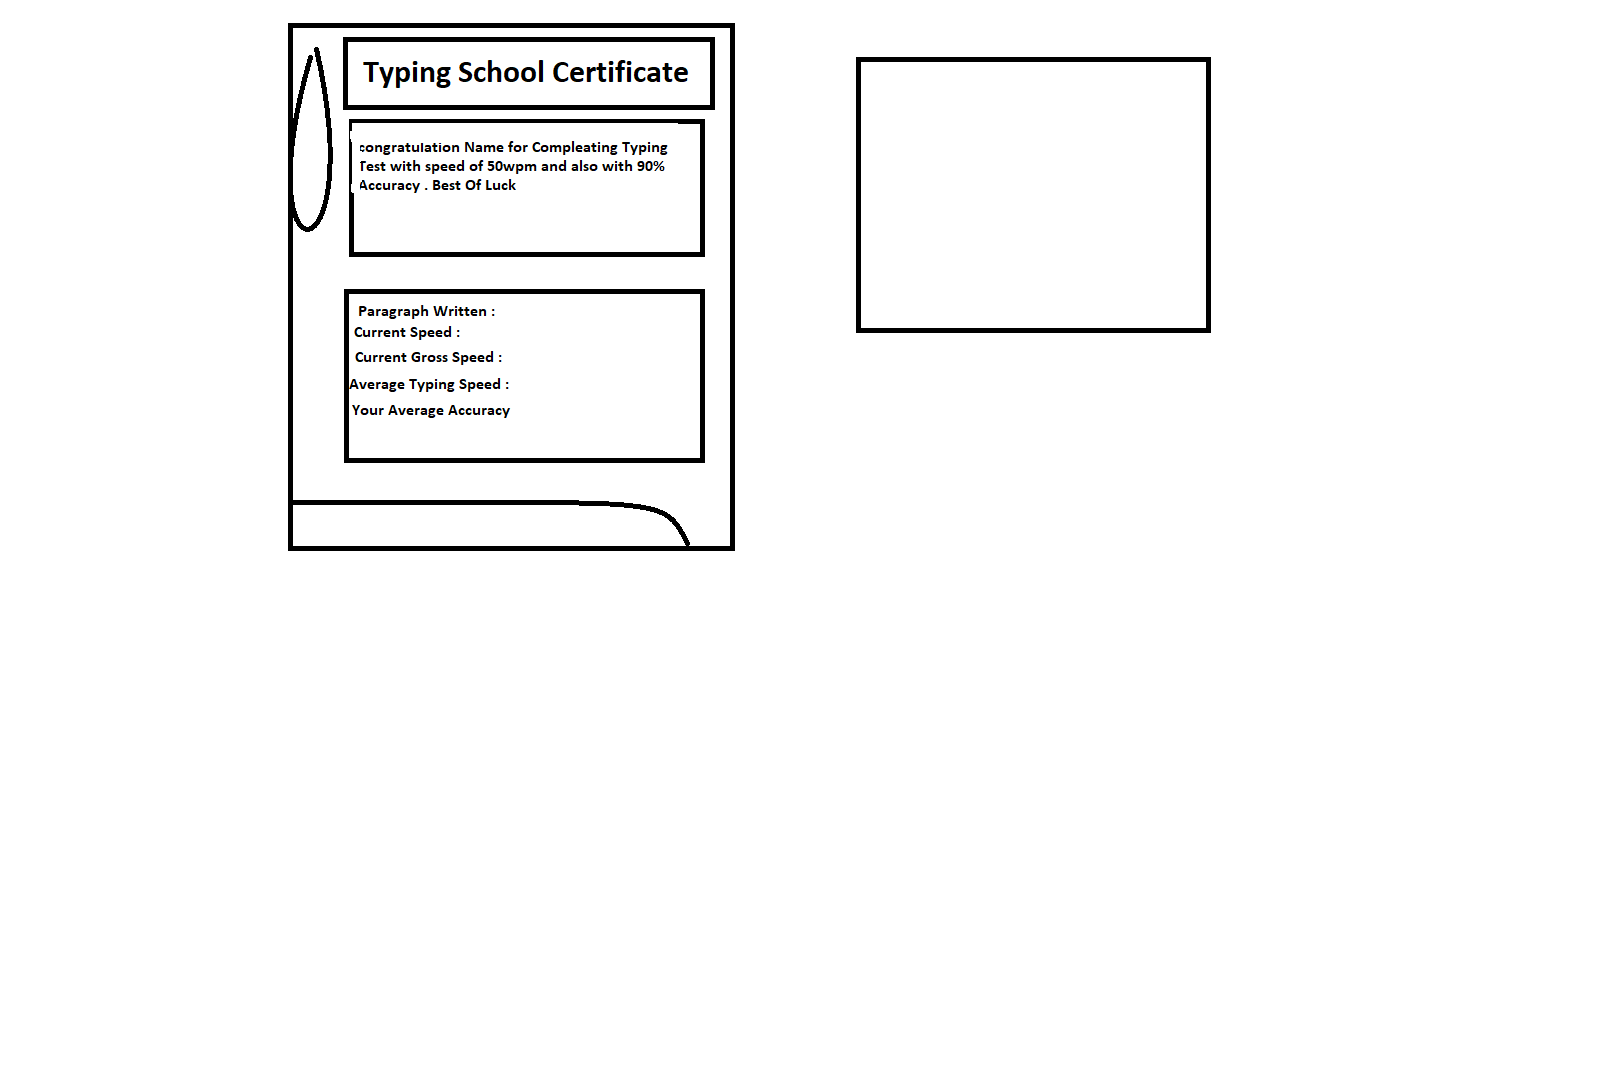 Typing School Certificate
congratulation Name for Compleating Typing
Test with speed of 50wpm and also with 90%
Accuracy . Best Of Luck
Paragraph Written :
Current Speed :
Current Gross Speed :
Average Typing Speed :
Your Average Accuracy